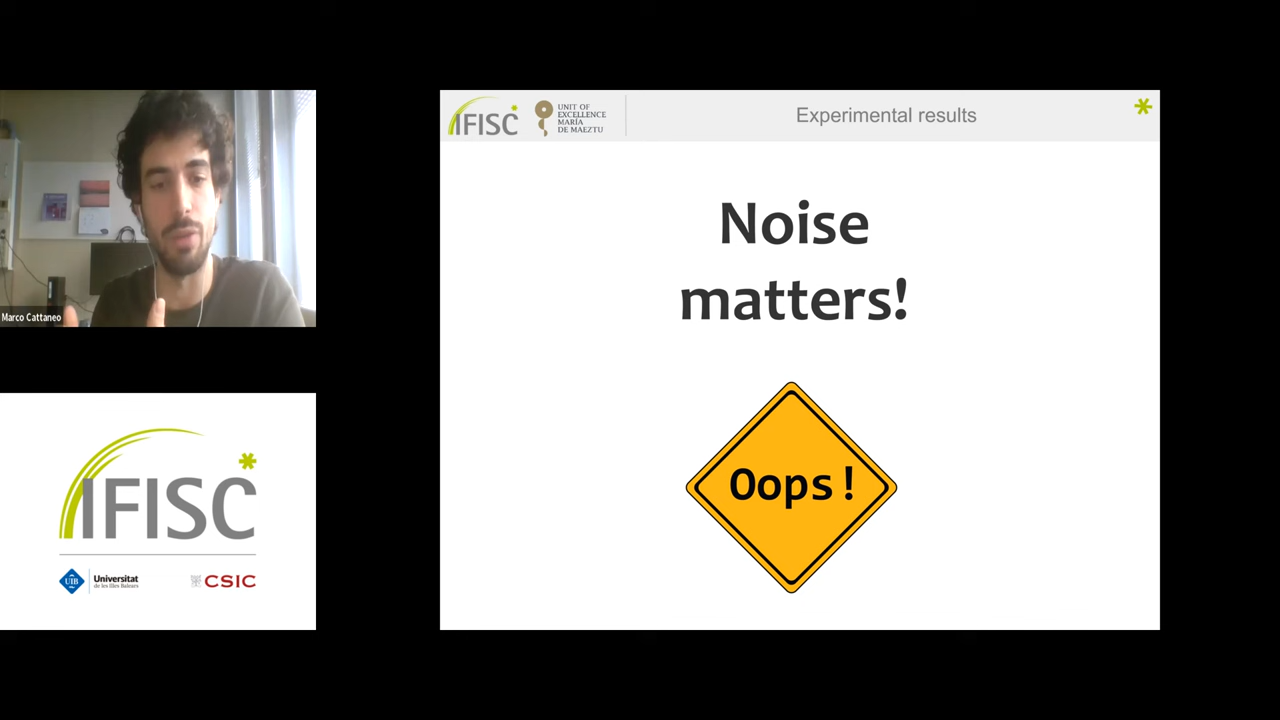 Marco Cattaneo
IFISC
UIB
Universitat
de les Illes Balears
CSIC
IFISC
UNIT OF
EXCELLENCE
MARÍA
DE MAEZTU
Experimental results
Noise
matters!
Oops!